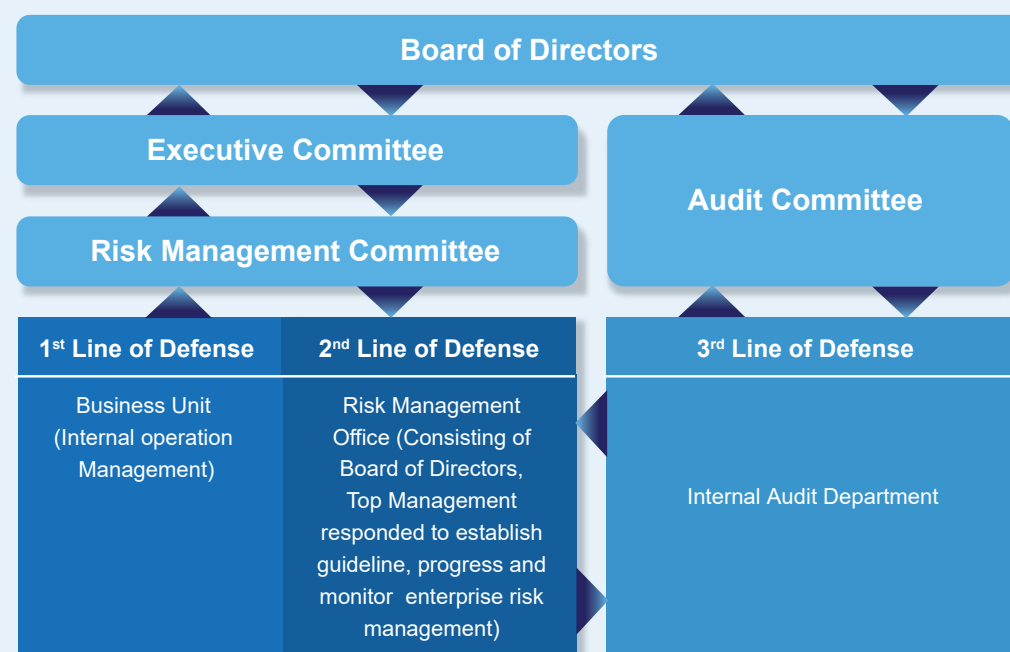 Board of Directors
Executive Committee
Audit Committee
Risk Management Committee
1st Line of Defense
2nd Line of Defense
3rd Line of Defense
Business Unit
(Internal operation
Management)
Risk Management
Office (Consisting of
Board of Directors,
Top Management
responded to establish
guideline, progress and
monitor enterprise risk
management)
Internal Audit Department